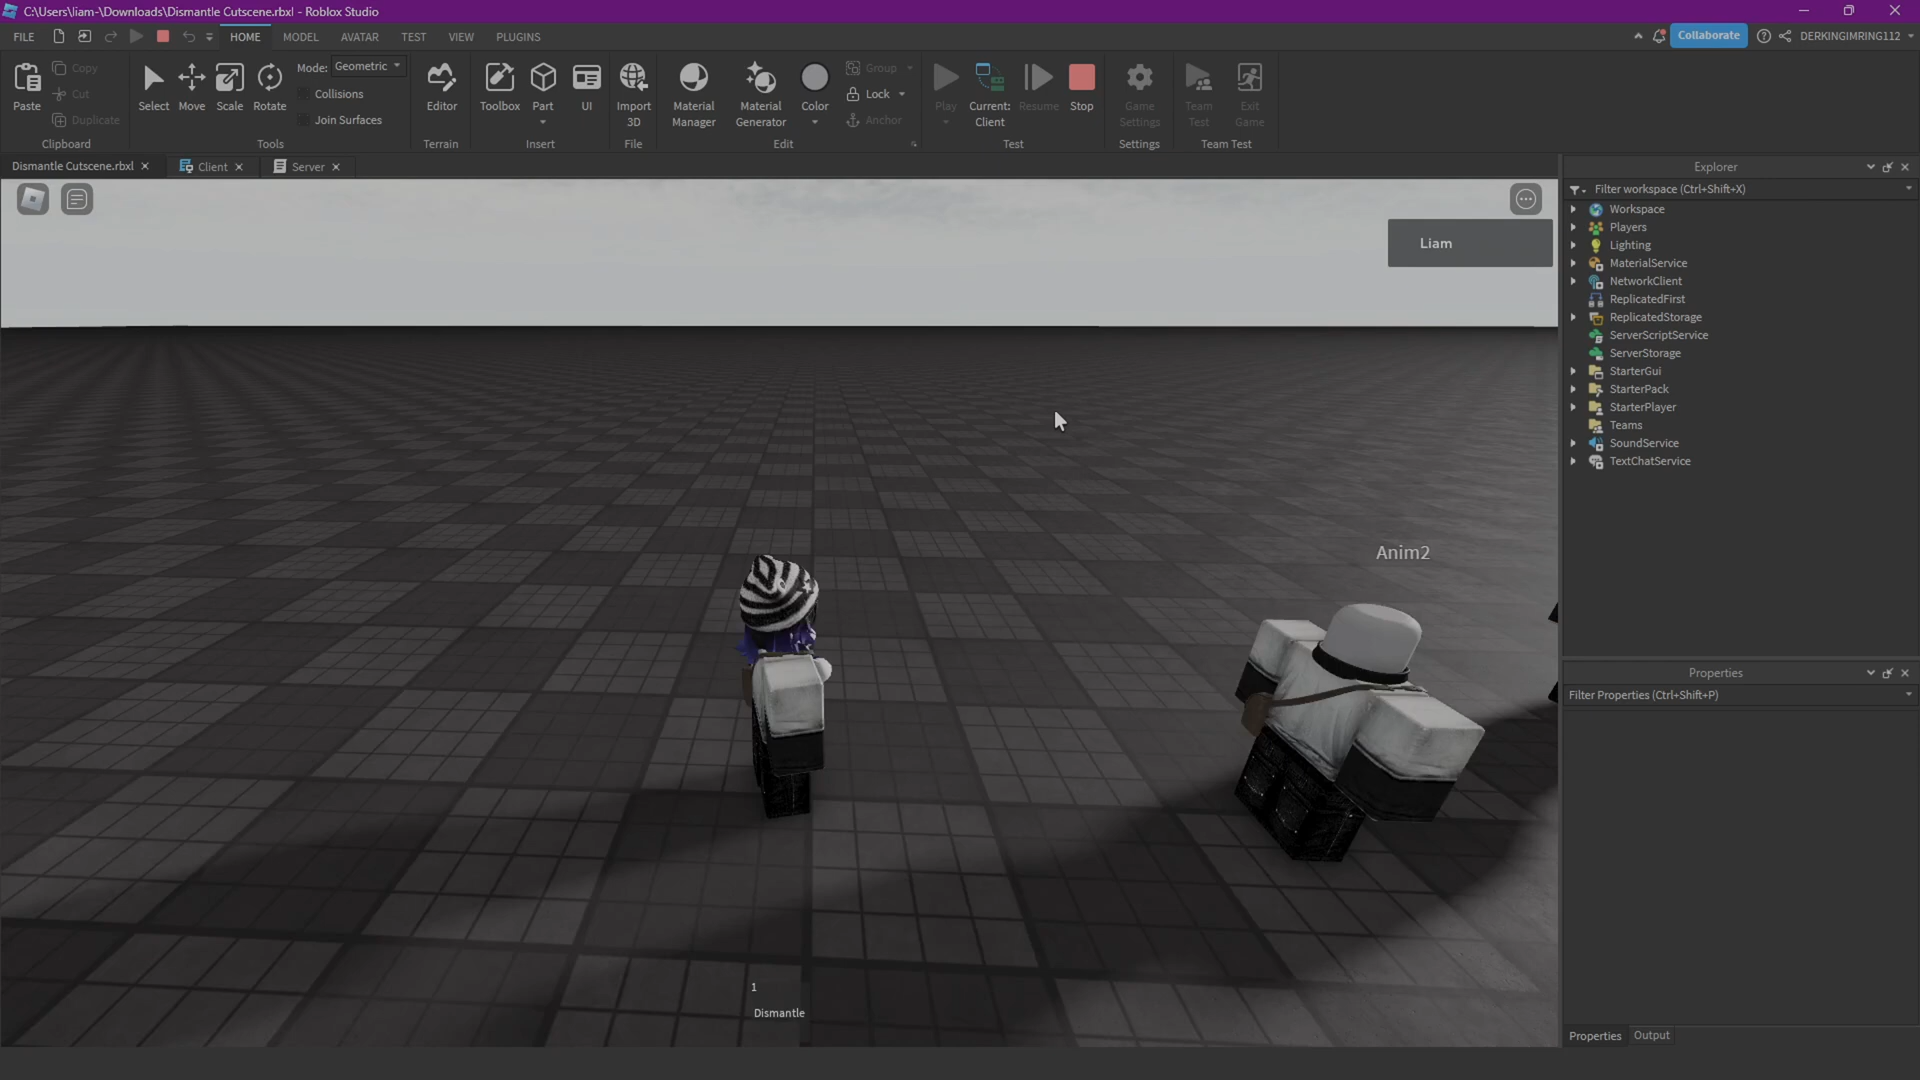 C:\Users\liam-\Downloads\Dismantle Cutscene.rbxl - Roblox Studio
FILE HOME MODEL AVATAR TEST VIEW PLUGINS Collaborate DERKINGIMRING112
Paste
Copy
Cut
Duplicate
Clipboard
Select
Move
Scale
Rotate
Mode: Geometric
Collisions
Join Surfaces
Tools
Editor
Terrain
Toolbox
Part
UI
Insert
Import
3D
File
Material
Manager
Material
Generator
Color
Group
Lock
Anchor
Edit
Play
Current:
Client
Resume
Stop
Test
Game
Settings
Settings
Team
Test
Exit
Game
Team Test
Dismantle Cutscene.rbxl Client Server
Liam
Anim2
1
Dismantle
Explorer
Filter workspace (Ctrl+Shift+X)
Workspace
Players
Lighting
MaterialService
NetworkClient
ReplicatedFirst
ReplicatedStorage
ServerScriptService
ServerStorage
StarterGui
StarterPack
StarterPlayer
Teams
SoundService
TextChatService
Properties
Filter Properties (Ctrl+Shift+P)
Properties Output